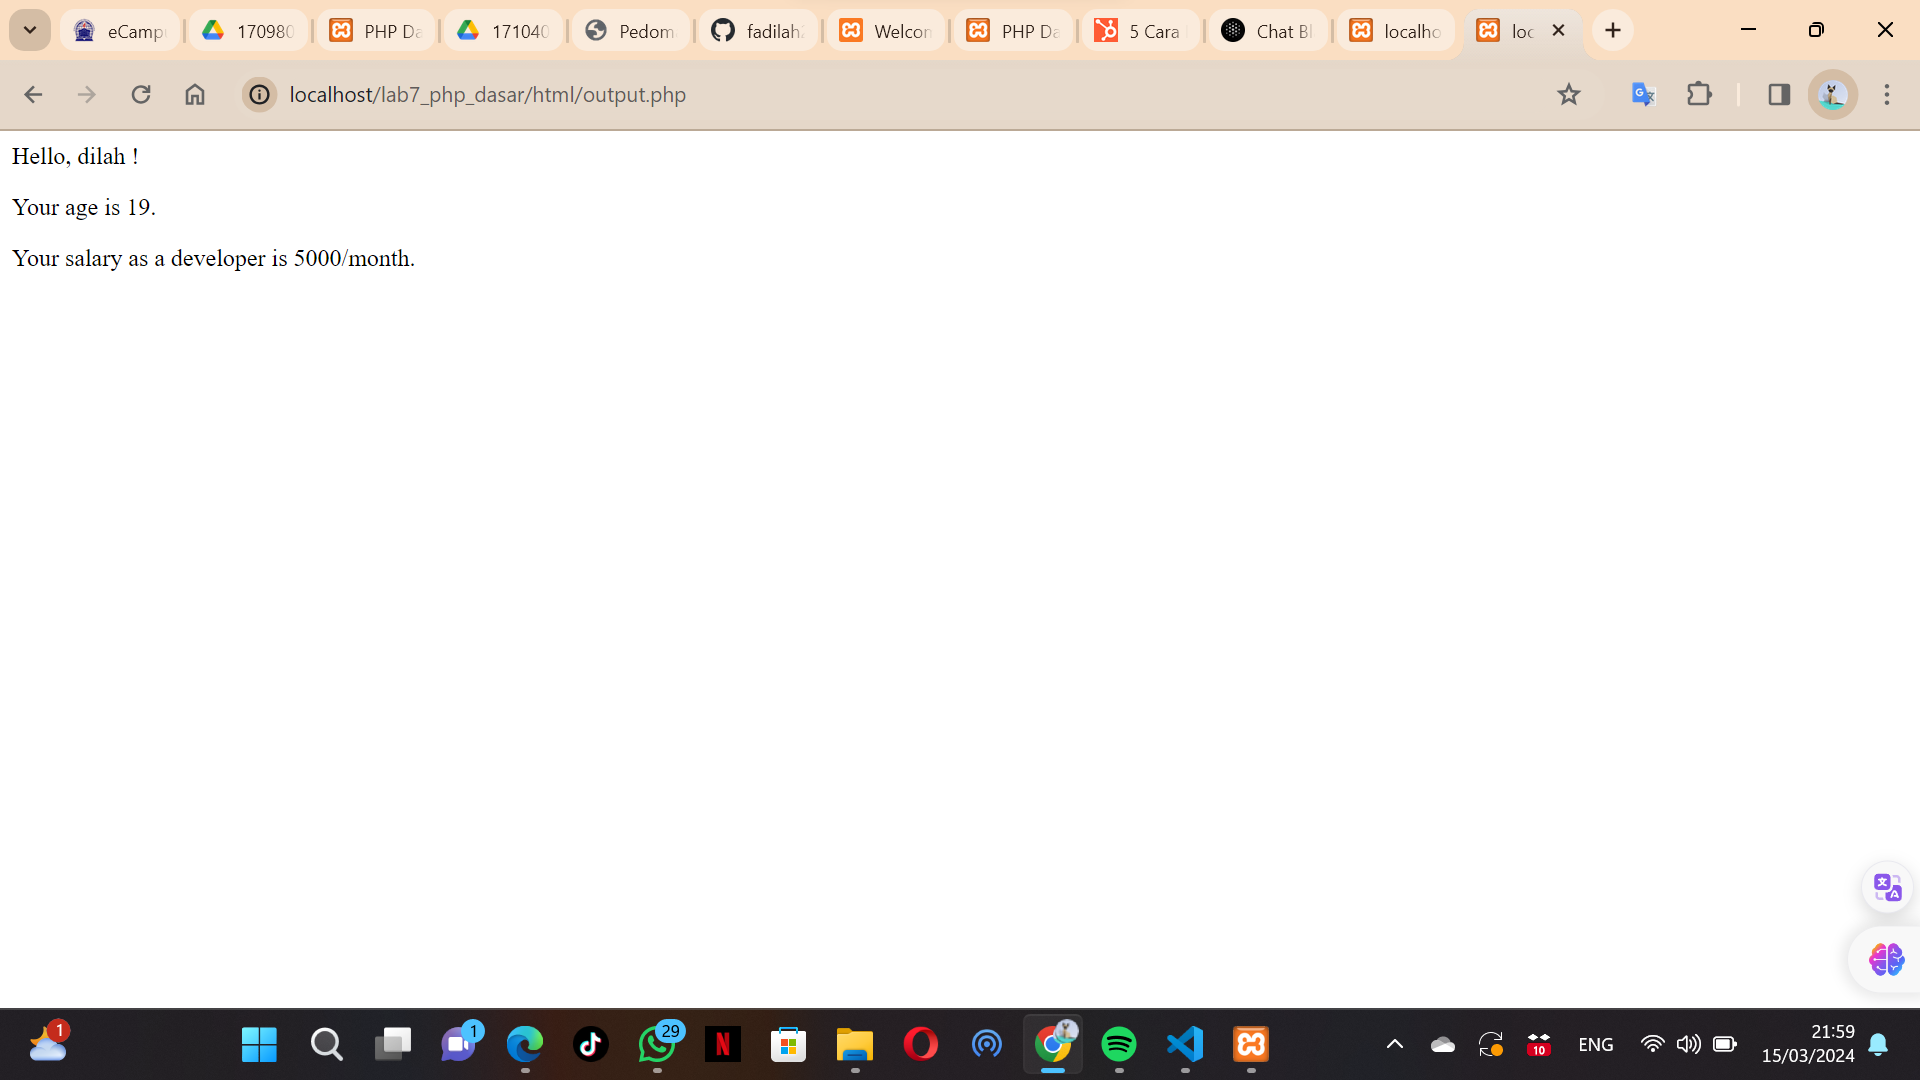 eCamp
170980
PHP Da
171040
Pedom
fadilah
Welcon
PHP Da
5 Cara
Chat Bl
localho
loc
localhost/lab7_php_dasar/html/output.php
Hello, dilah !
Your age is 19.
Your salary as a developer is 5000/month.
1
1
29
10
ENG
21:59
15/03/2024